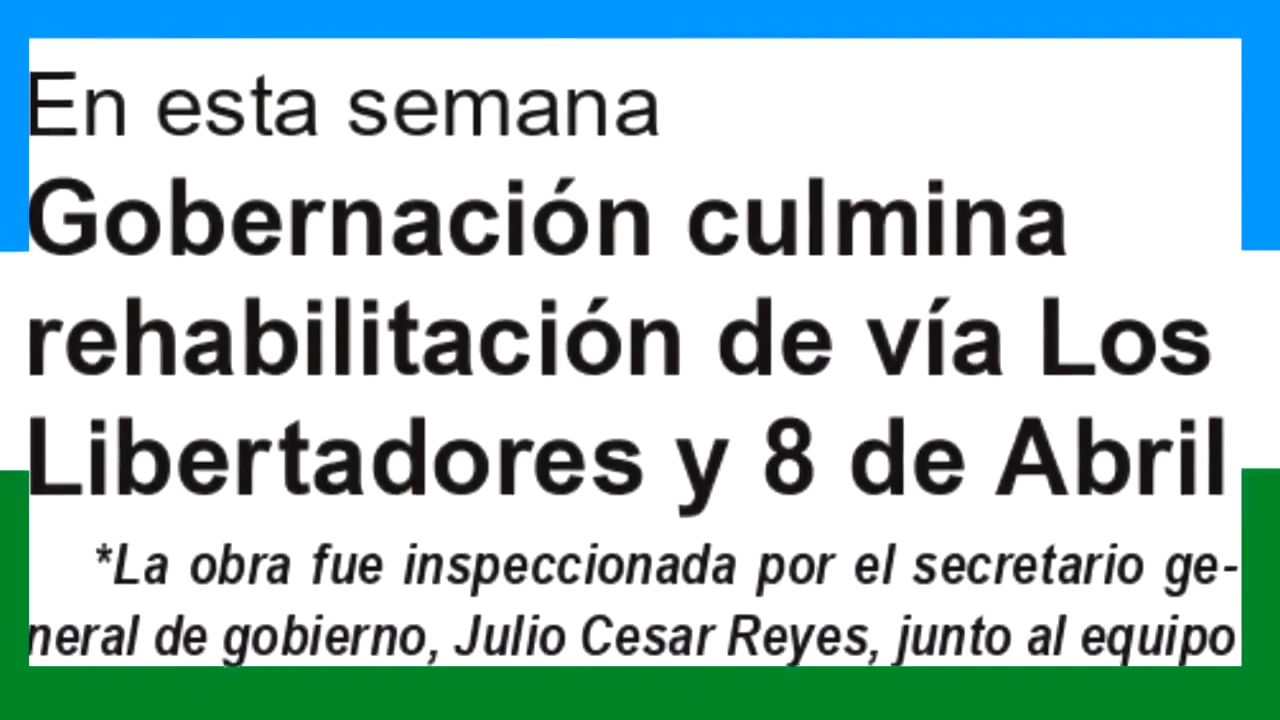 En esta semana
Gobernación culmina
rehabilitación de vía Los
Libertadores y 8 de Abril
*La obra fue inspeccionada por el secretario ge-
neral de gobierno, Julio Cesar Reyes, junto al equipo